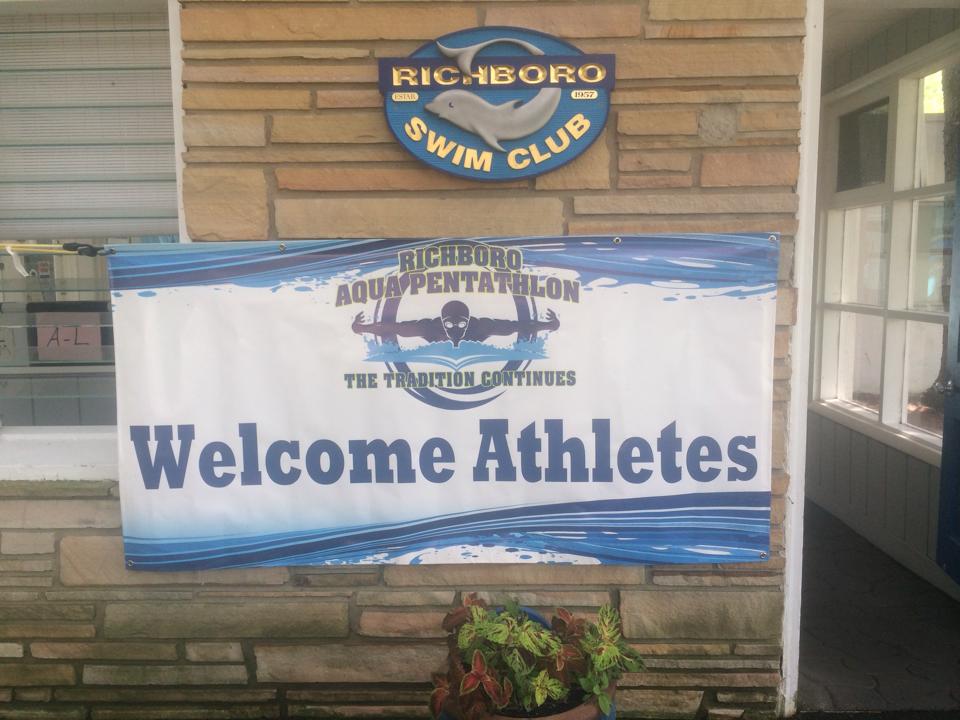 RICHBORO
ESTAB. 1957
SWIM CLUB
RICHBORO
AQUA PENTATHLON
THE TRADITION CONTINUES
A-L
Welcome Athletes